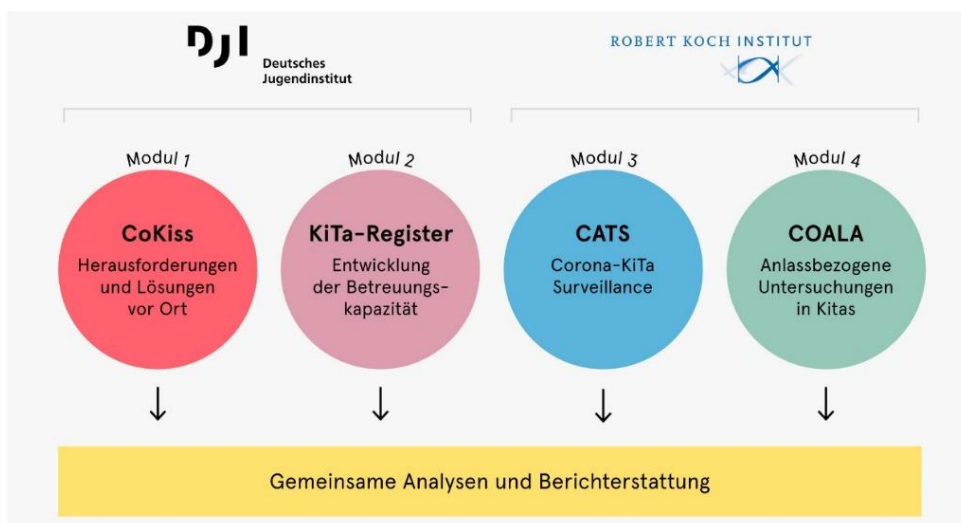 DJI
Deutsches
Jugendinstitut
ROBERT KOCH INSTITUT
Modul 1
CoKiss
Herausforderungen
und Lösungen
vor Ort
Modul 2
KiTa-Register
Entwicklung
der Betreuungs-
kapazität
Modul 3
CATS
Corona-KiTa
Surveillance
Modul 4
COALA
Anlassbezogene
Untersuchungen
in Kitas
Gemeinsame Analysen und Berichterstattung